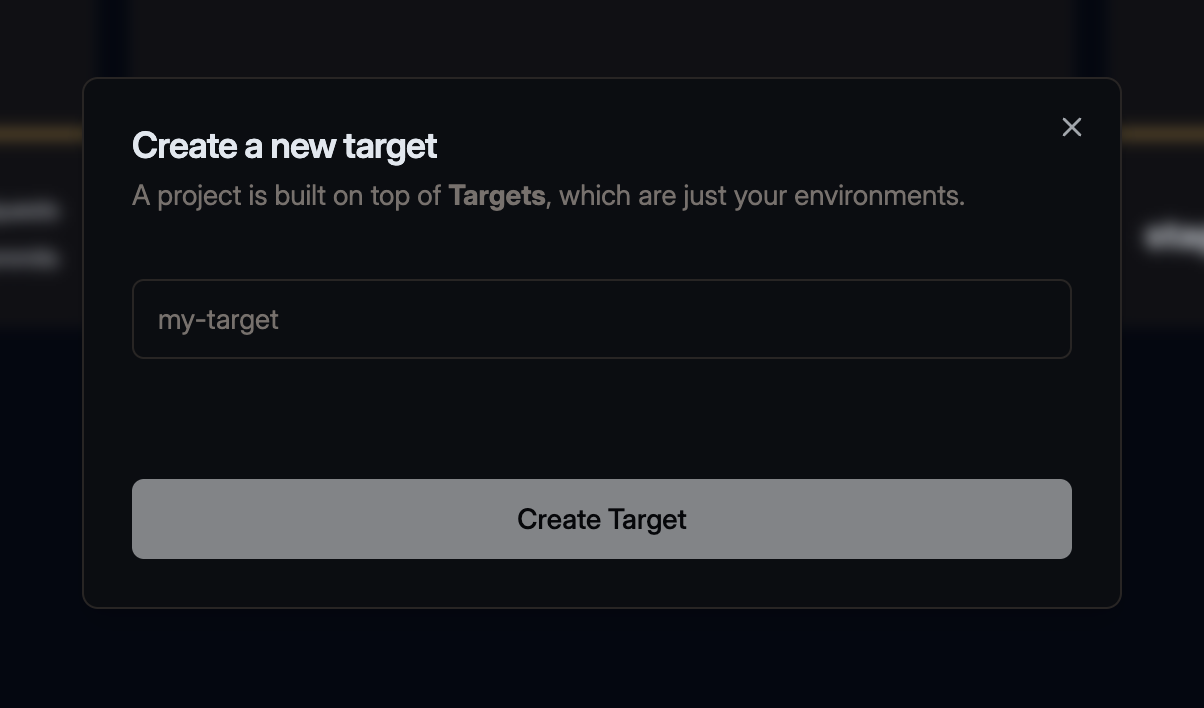 Create a new target
A project is built on top of Targets, which are just your environments.
my-target
Create Target